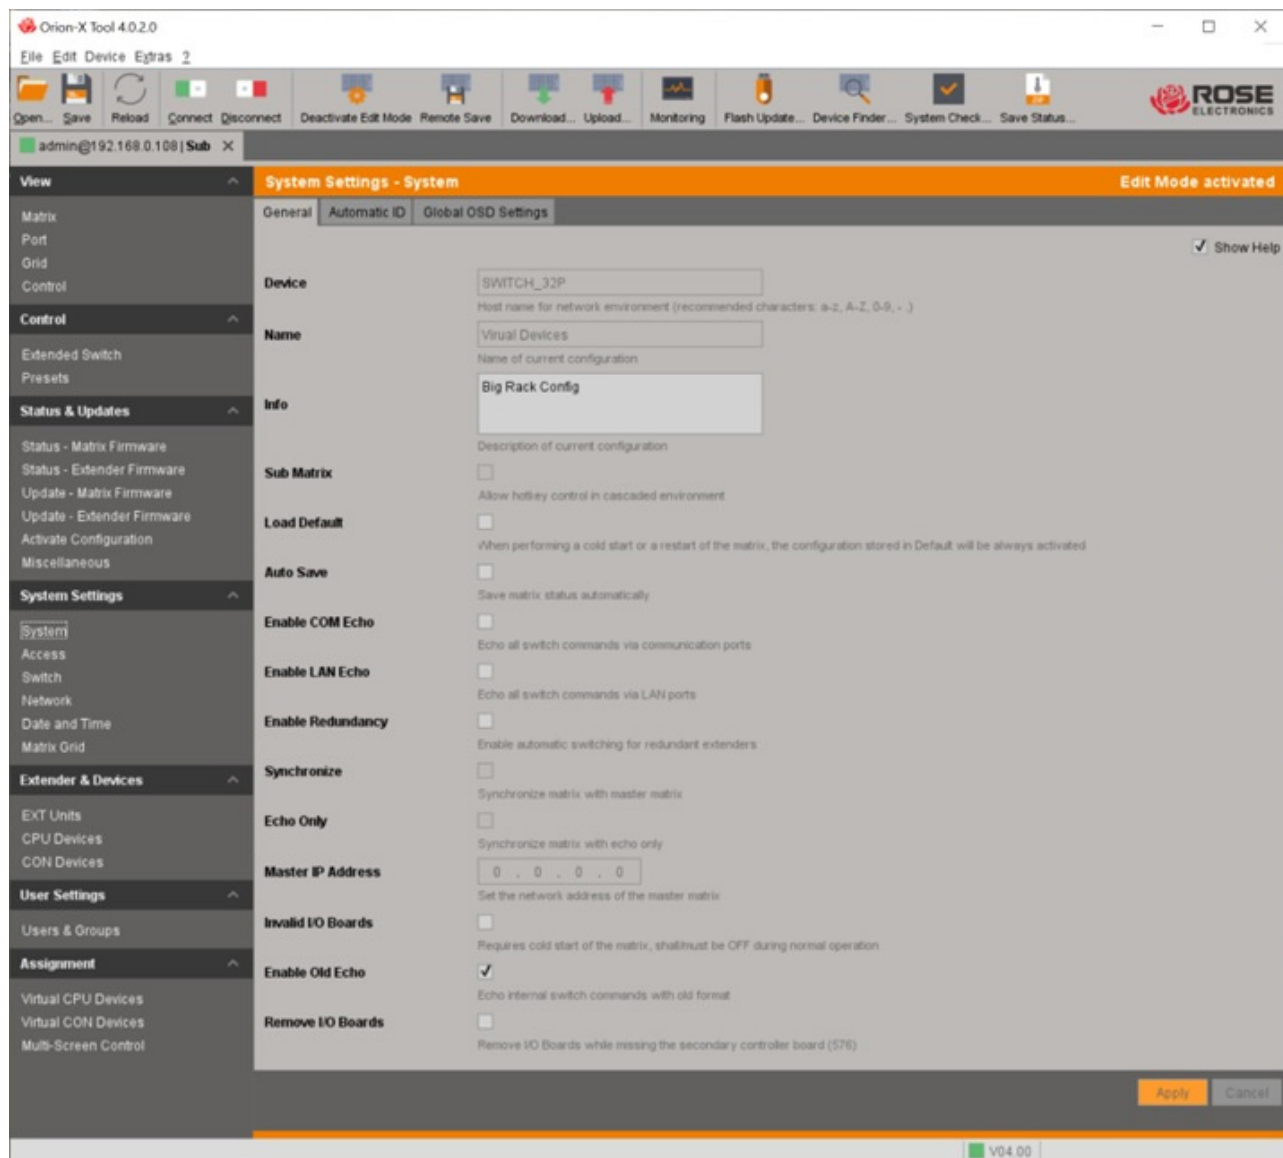 Orion-X Tool 4.0.2.0
File Edit Device Extras ?
Open... Save Reload Connect Disconnect Deactivate Edit Mode Remote Save Download... Upload... Monitoring Flash Update... Device Finder... System Check... Save Status...
ROSE
ELECTRONICS
admin@192.168.0.108 | Sub X
View
Matrix
Port
Grid
Control
Control
Extended Switch
Presets
Status & Updates
Status - Matrix Firmware
Status - Extender Firmware
Update - Matrix Firmware
Update - Extender Firmware
Activate Configuration
Miscellaneous
System Settings
System
Access
Switch
Network
Date and Time
Matrix Grid
Extender & Devices
EXT Units
CPU Devices
CON Devices
User Settings
Users & Groups
Assignment
Virtual CPU Devices
Virtual CON Devices
Multi-Screen Control
System Settings - System Edit Mode activated
General Automatic ID Global OSD Settings
Show Help
Device SWITCH_32P
Host name for network environment (recommended characters: a-z, A-Z, 0-9, - .)
Name Virual Devices
Name of current configuration
Info Big Rack Config
Description of current configuration
Sub Matrix
Allow hotkey control in cascaded environment
Load Default
When performing a cold start or a restart of the matrix, the configuration stored in Default will be always activated
Auto Save
Save matrix status automatically
Enable COM Echo
Echo all switch commands via communication ports
Enable LAN Echo
Echo all switch commands via LAN ports
Enable Redundancy
Enable automatic switching for redundant extenders
Synchronize
Synchronize matrix with master matrix
Echo Only
Synchronize matrix with echo only
Master IP Address 0 . 0 . 0 . 0
Set the network address of the master matrix
Invalid I/O Boards
Requires cold start of the matrix, shall/must be OFF during normal operation
Enable Old Echo
Echo internal switch commands with old format
Remove I/O Boards
Remove I/O Boards while missing the secondary controller board (576)
Apply Cancel
V04.00